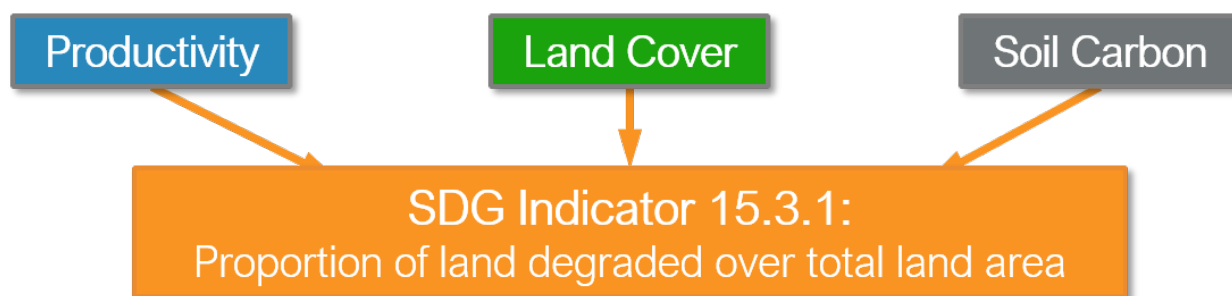 Productivity
Land Cover
Soil Carbon
SDG Indicator 15.3.1:
Proportion of land degraded over total land area